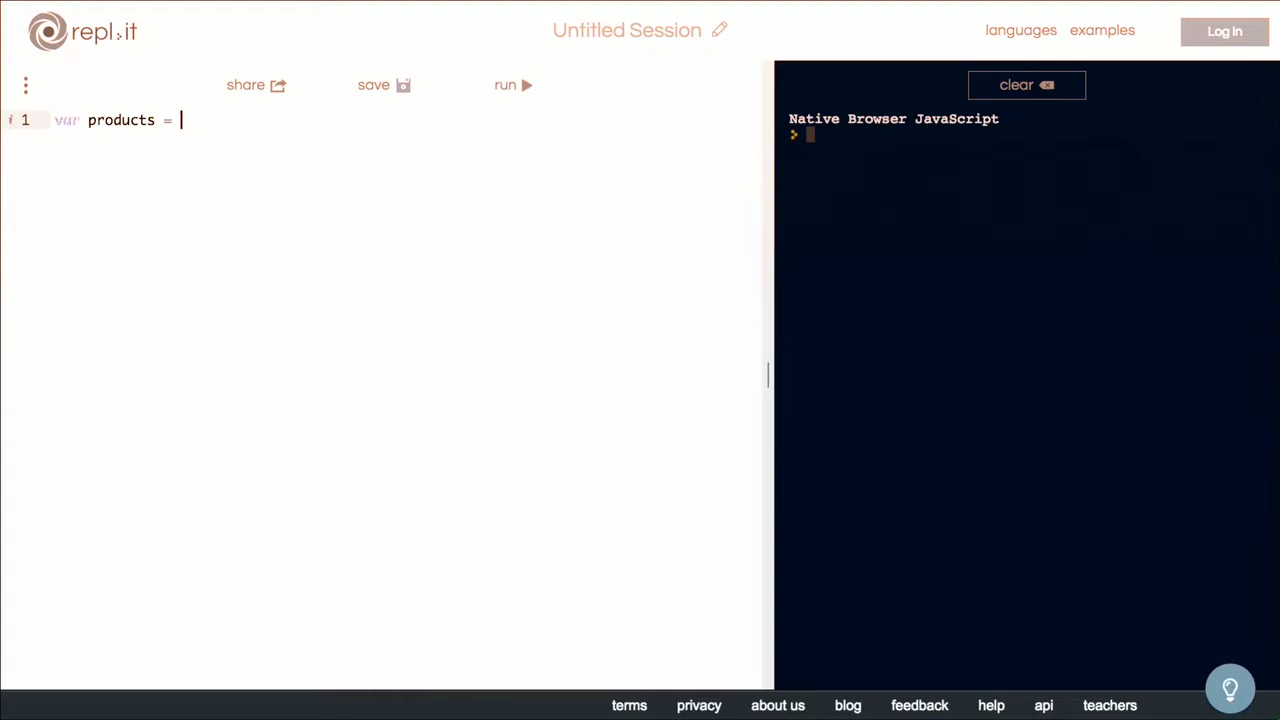 repl.it
Untitled Session
languages examples Log in
share save run
clear
i 1 var products =
Native Browser JavaScript
>
terms privacy about us blog feedback help api teachers